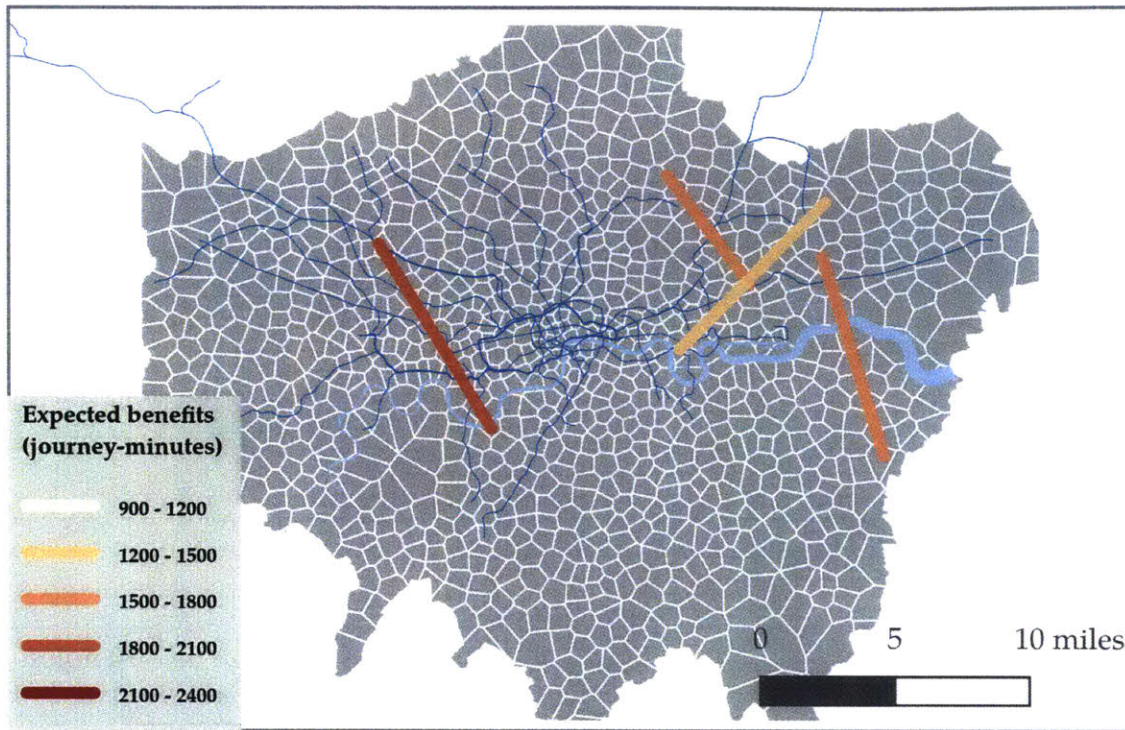 Expected benefits
(journey-minutes)
900 - 1200
1200 - 1500
1500 - 1800
1800 - 2100
2100 - 2400
0 5 10 miles